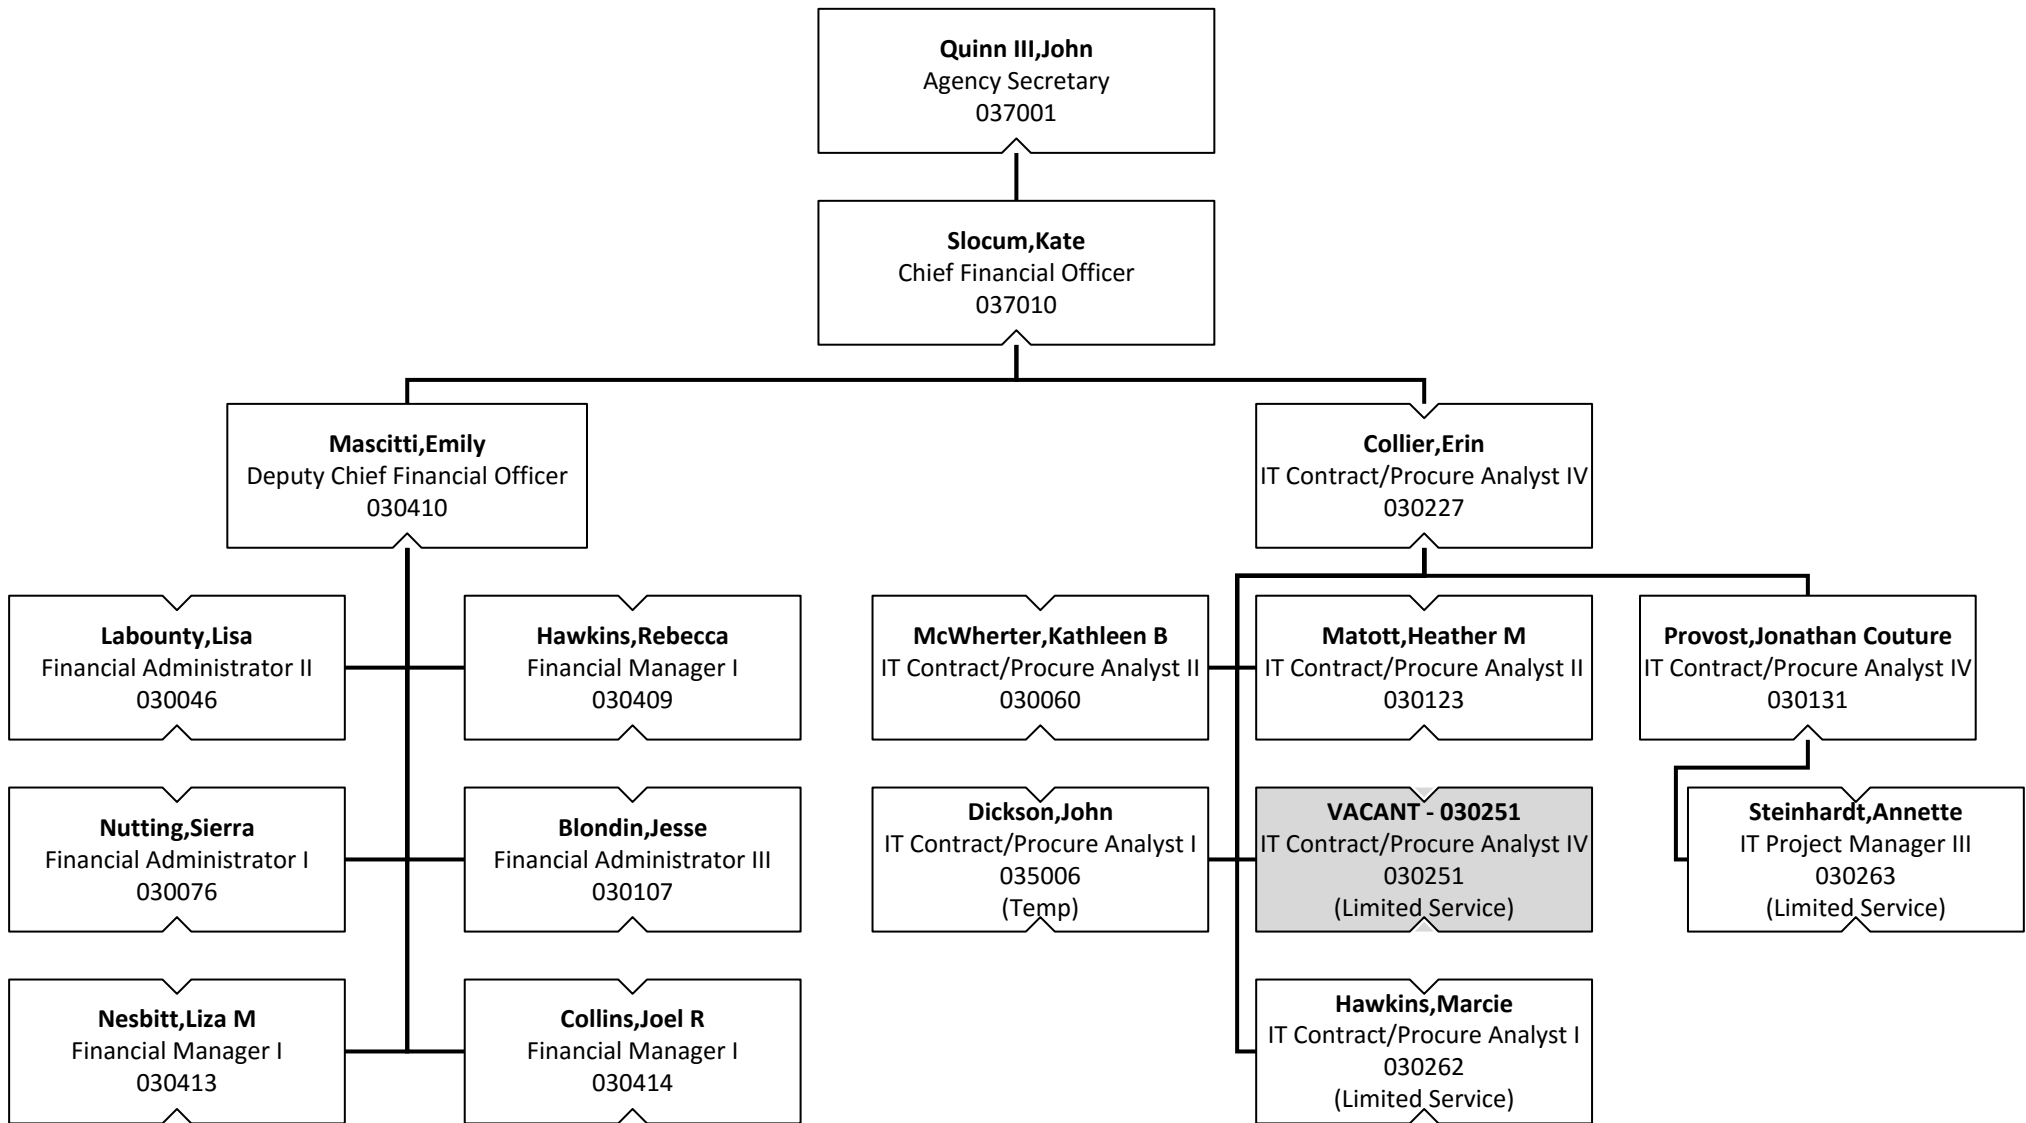 Quinn III,John
Agency Secretary
037001
Slocum,Kate
Chief Financial Officer
037010
Mascitti,Emily
Deputy Chief Financial Officer
030410
Collier,Erin
IT Contract/Procure Analyst IV
030227
Labounty,Lisa
Financial Administrator II
030046
Hawkins,Rebecca
Financial Manager I
030409
McWherter,Kathleen B
IT Contract/Procure Analyst II
030060
Matott,Heather M
IT Contract/Procure Analyst II
030123
Provost,Jonathan Couture
IT Contract/Procure Analyst IV
030131
Nutting,Sierra
Financial Administrator I
030076
Blondin,Jesse
Financial Administrator III
030107
Dickson,John
IT Contract/Procure Analyst I
035006
(Temp)
VACANT - 030251
IT Contract/Procure Analyst IV
030251
(Limited Service)
Steinhardt,Annette
IT Project Manager III
030263
(Limited Service)
Nesbitt,Liza M
Financial Manager I
030413
Collins,Joel R
Financial Manager I
030414
Hawkins,Marcie
IT Contract/Procure Analyst I
030262
(Limited Service)